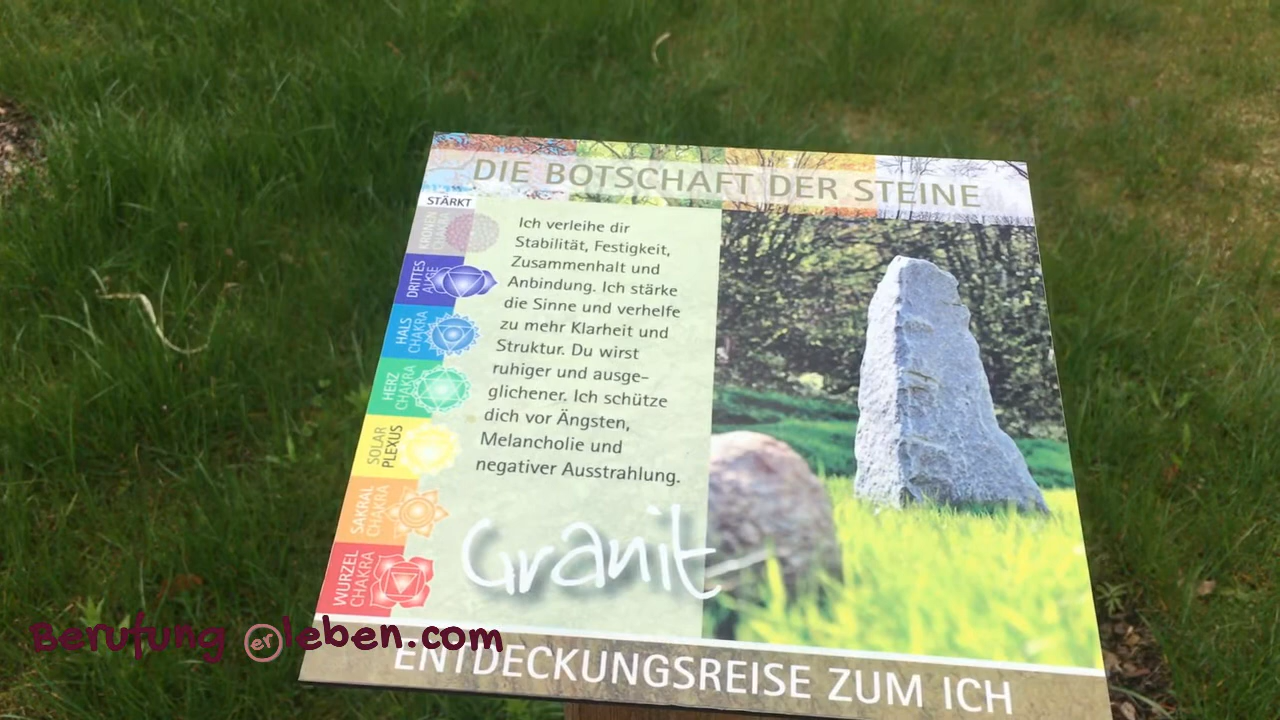 DIE BOTSCHAFT DER STEINE
STÄRKT
KRONEN
CHAKRA
DRITTES
AUGE
HALS
CHAKRA
HERZ
CHAKRA
SOLAR
PLEXUS
SAKRAL
CHAKRA
WURZEL
CHAKRA
Ich verleihe dir
Stabilität, Festigkeit,
Zusammenhalt und
Anbindung. Ich stärke
die Sinne und verhelfe
zu mehr Klarheit und
Struktur. Du wirst
ruhiger und ausge-
glichener. Ich schütze
dich vor Ängsten,
Melancholie und
negativer Ausstrahlung.
Granit
Berufung erleben.com
ENTDECKUNGSREISE ZUM ICH